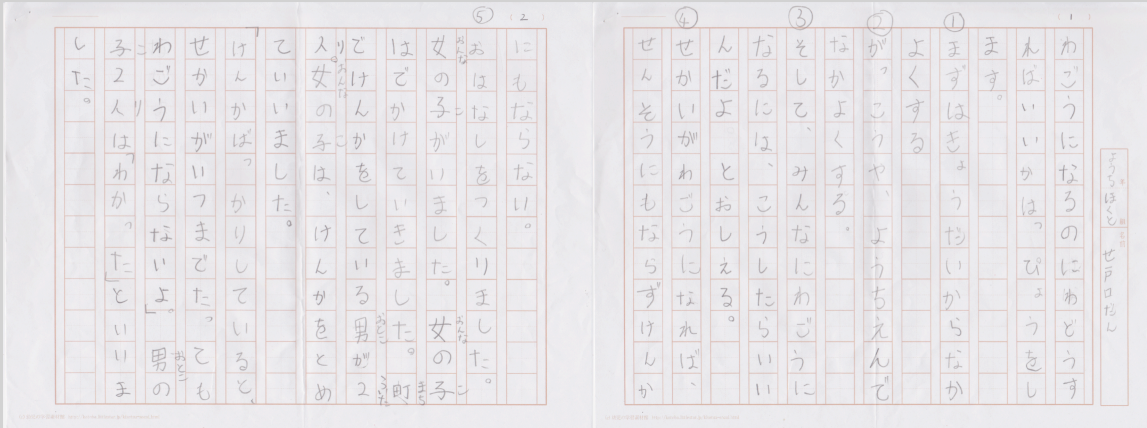 (1)
わごうになるのにわどうす
ればいいかはっぴょうをし
ます。
①まずはきょうだいからなか
よくする
②がっこうや、ようちえんで
なかよくする。
③そして、みんなにわごうに
なるには、こうしたらいい
んだよ とおしえる。
④せかいがわごうになれば、
せんそうにもならずけんか
(2)
にもならない。
⑤おはなしをつくりました。
女の子がいました。女の子
はでかけていきました。町、
でけんかをしている男が2
人り。女の子は、けんかをとめ
ていいました。
「けんかばっかりしていると、
せかいがいつまでたっても
わごうにならないよ。」男の
子2人は「わかった」といいま
した。